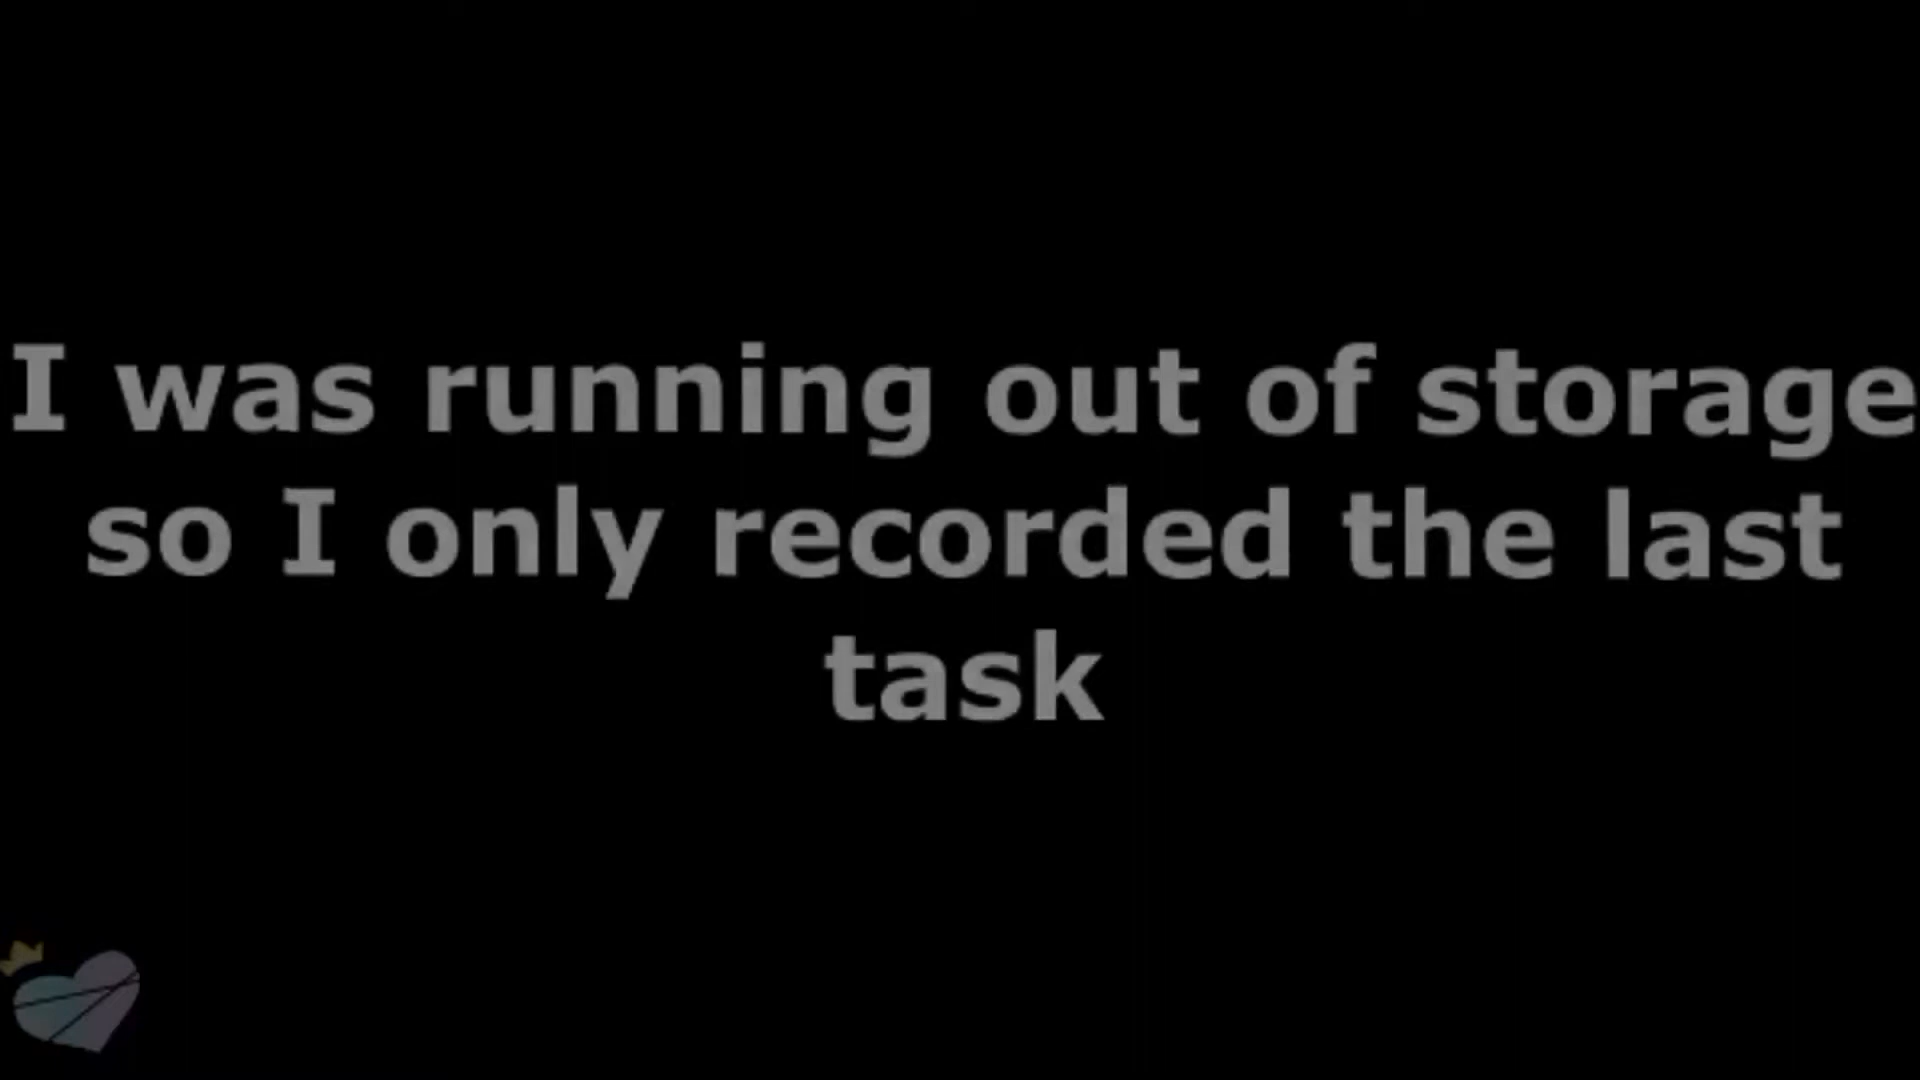 I was running out of storage
so I only recorded the last
task